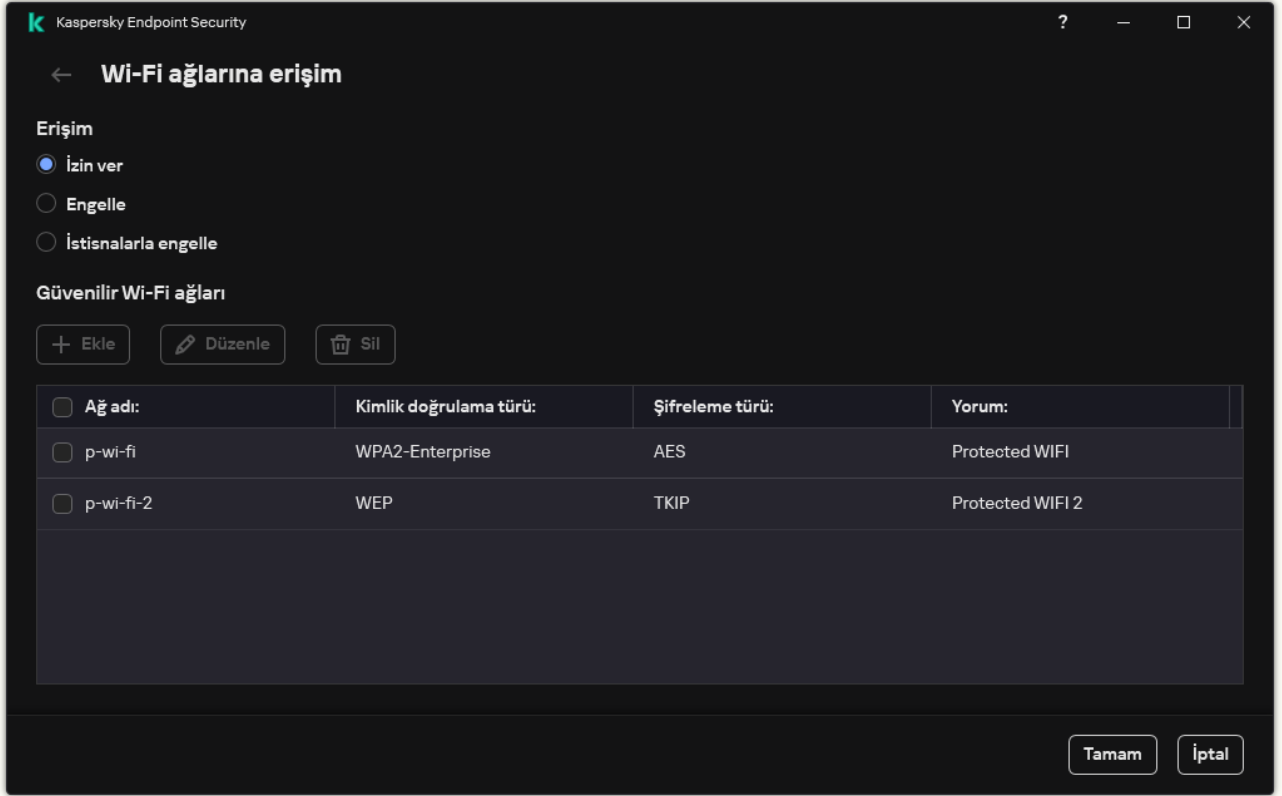 Kaspersky Endpoint Security ?
Wi-Fi ağlarına erişim
Erişim
İzin ver
Engelle
İstisnalarla engelle
Güvenilir Wi-Fi ağları
Ekle Düzenle Sil
Ağ adı: Kimlik doğrulama türü: Şifreleme türü: Yorum:
p-wi-fi WPA2-Enterprise AES Protected WIFI
p-wi-fi-2 WEP TKIP Protected WIFI 2
Tamam İptal